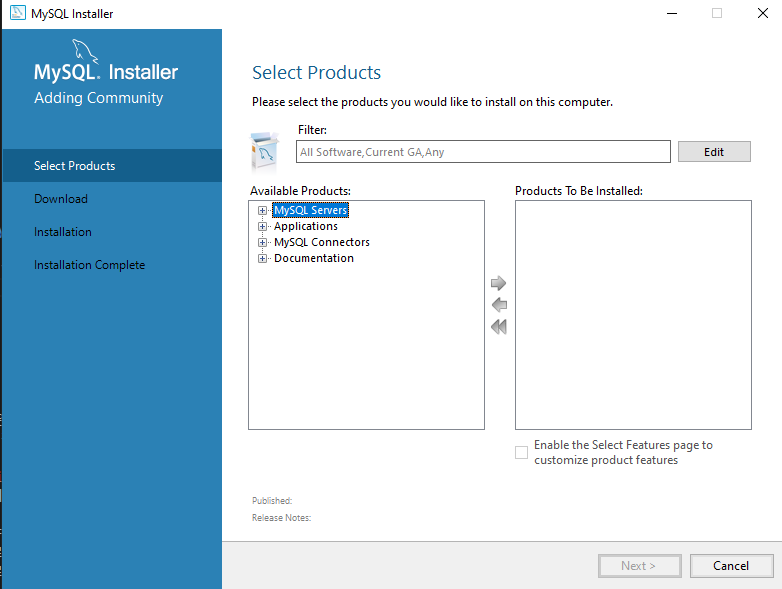 MySQL Installer
MySQL. Installer
Adding Community
Select Products
Download
Installation
Installation Complete
Select Products
Please select the products you would like to install on this computer.
Filter:
All Software,Current GA,Any
Edit
Available Products:
MySQL Servers
Applications
MySQL Connectors
Documentation
Products To Be Installed:
Enable the Select Features page to
customize product features
Published:
Release Notes:
Next >
Cancel